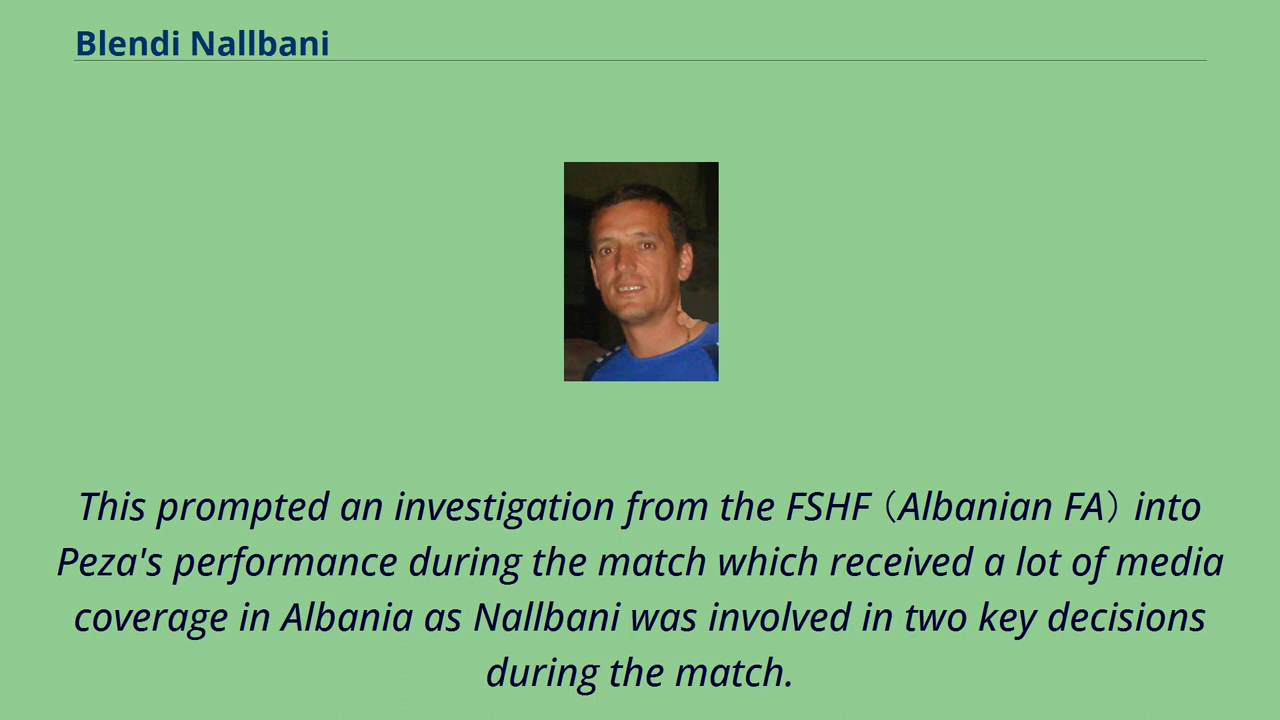 Blendi Nallbani
This prompted an investigation from the FSHF（Albanian FA）into
Peza's performance during the match which received a lot of media
coverage in Albania as Nallbani was involved in two key decisions
during the match.